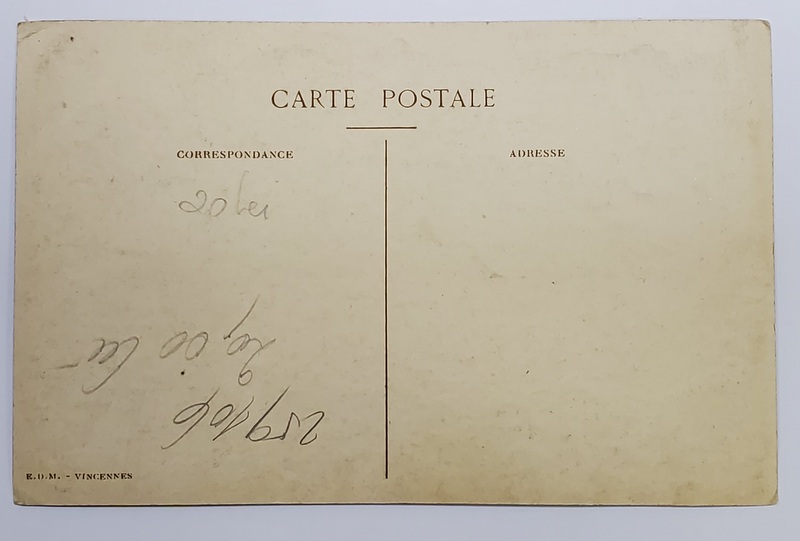 CARTE POSTALE
CORRESPONDANCE
ADRESSE
20 lei
20,00 lei
E.D.M. - VINCENNES